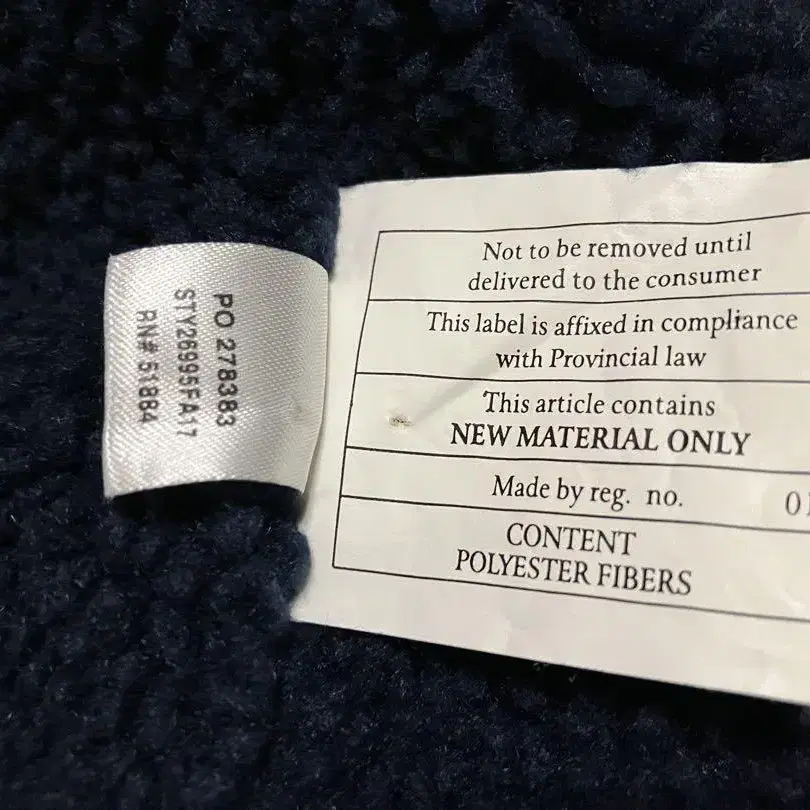 PO 278383
STY26995FA17
RN# 51884
Not to be removed until
delivered to the consumer
This label is affixed in compliance
with Provincial law
This article contains
NEW MATERIAL ONLY
Made by reg. no.
CONTENT
POLYESTER FIBERS